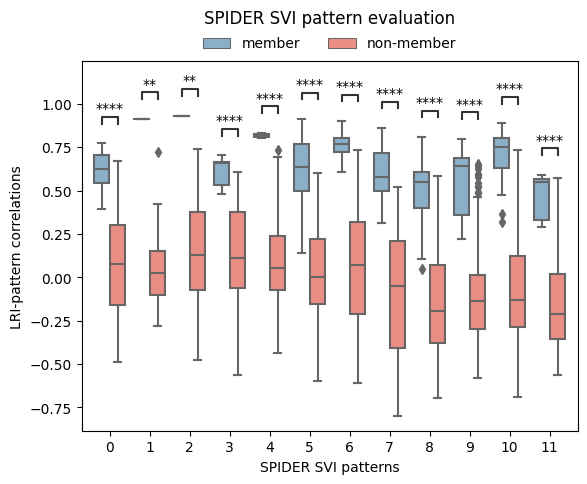 SPIDER SVI pattern evaluation
member non-member
**** ** ** **** **** **** **** **** **** **** **** ****
LRI-pattern correlations
1.00
0.75
0.50
0.25
0.00
−0.25
−0.50
−0.75
0 1 2 3 4 5 6 7 8 9 10 11
SPIDER SVI patterns